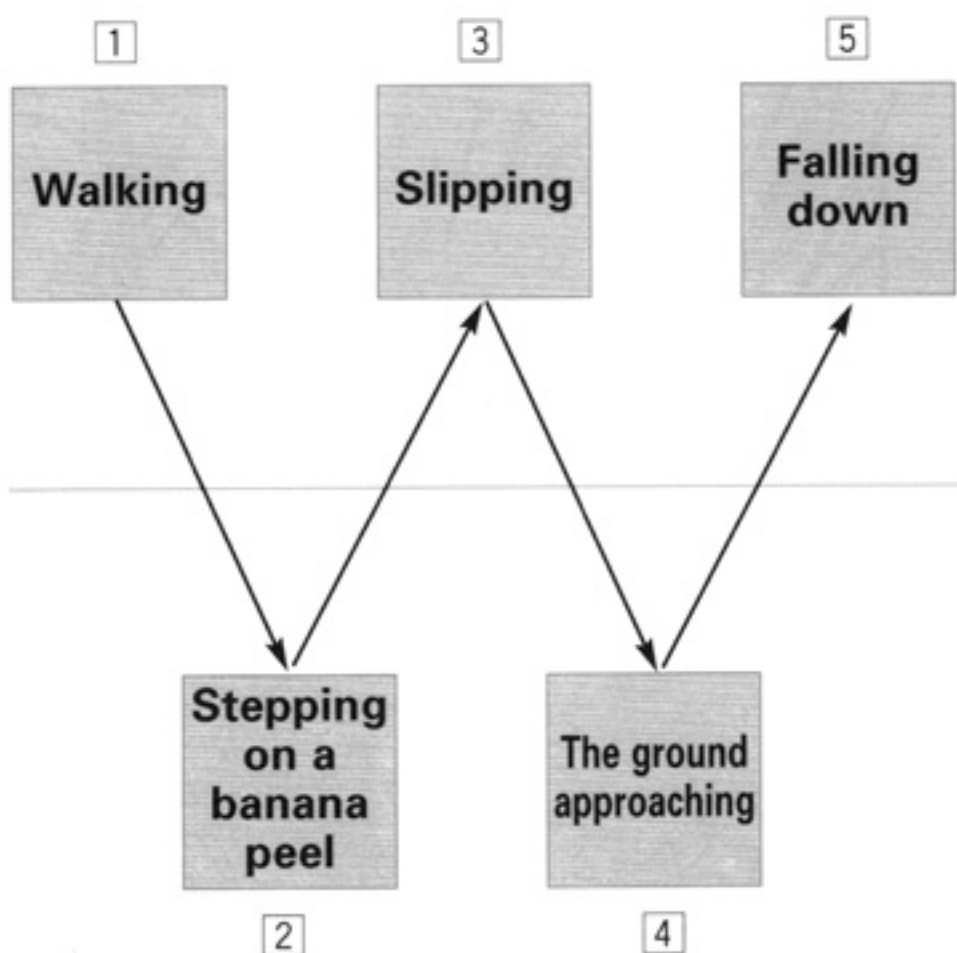 1
3
5
Walking
Slipping
Falling
down
Stepping
on a
banana
peel
The ground
approaching
2
4